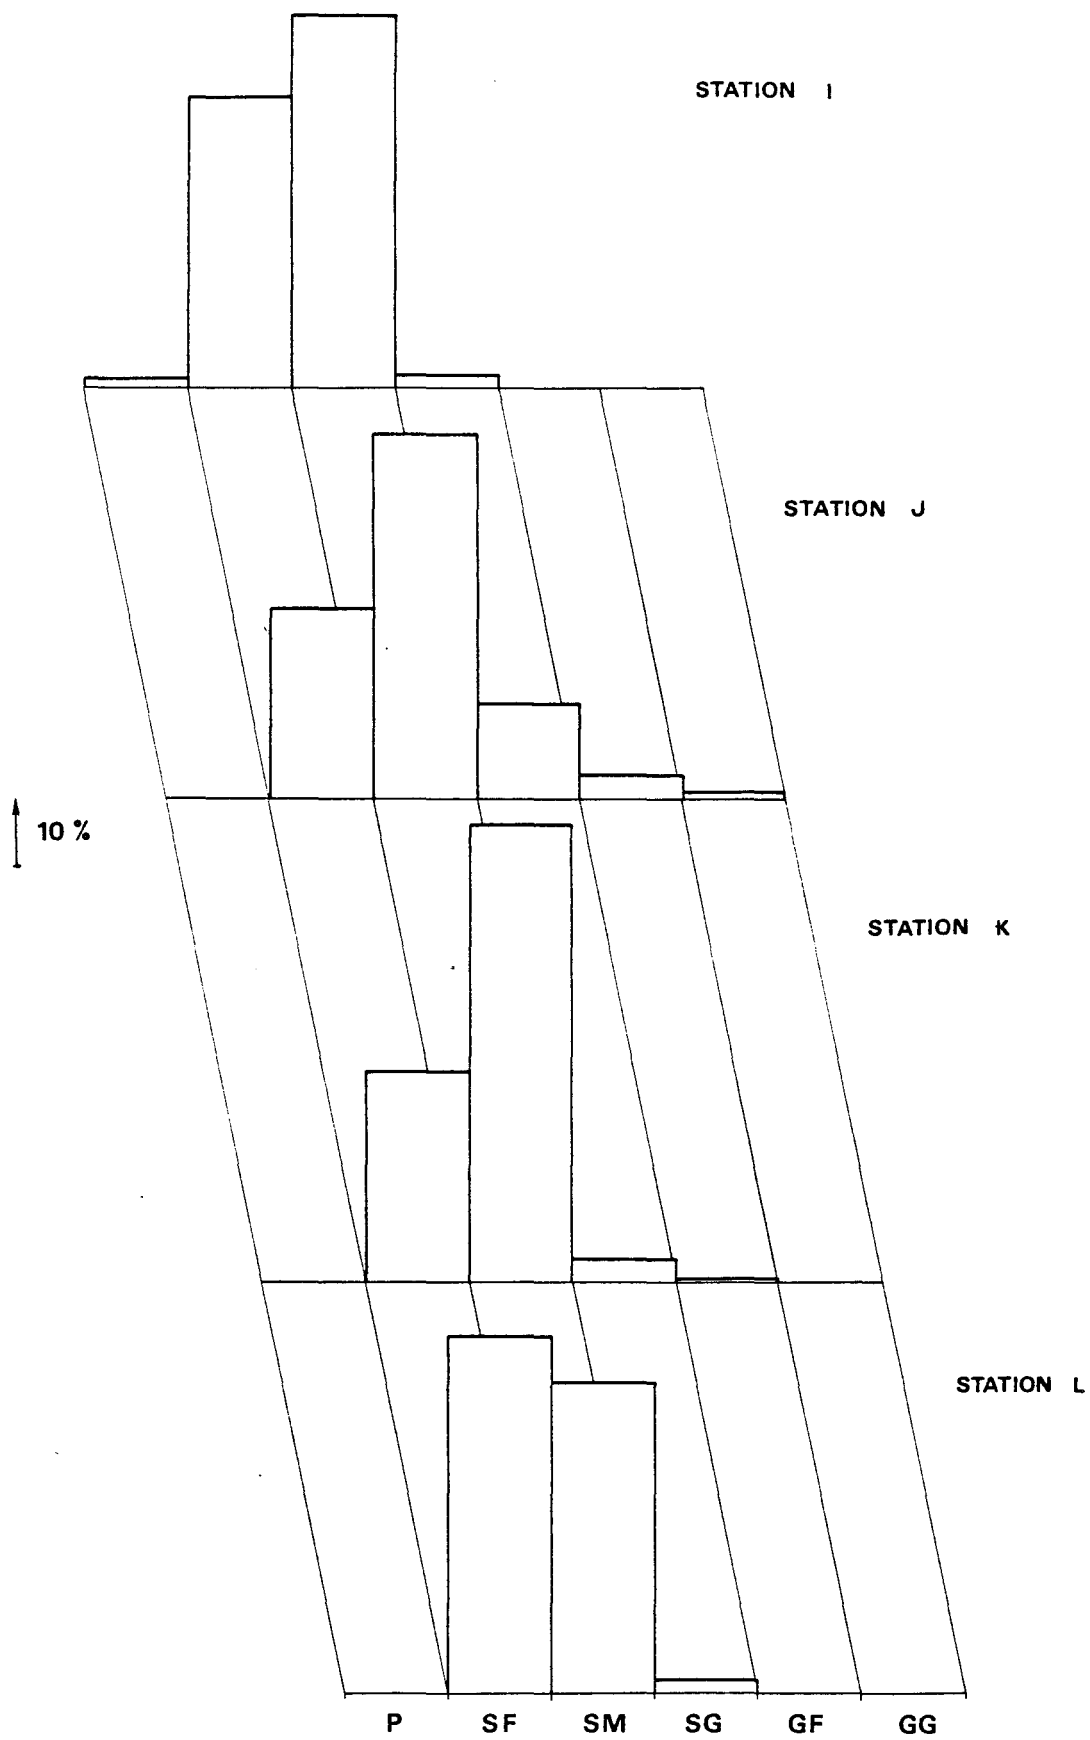 STATION I
STATION J
10 %
STATION K
STATION L
P SF SM SG GF GG